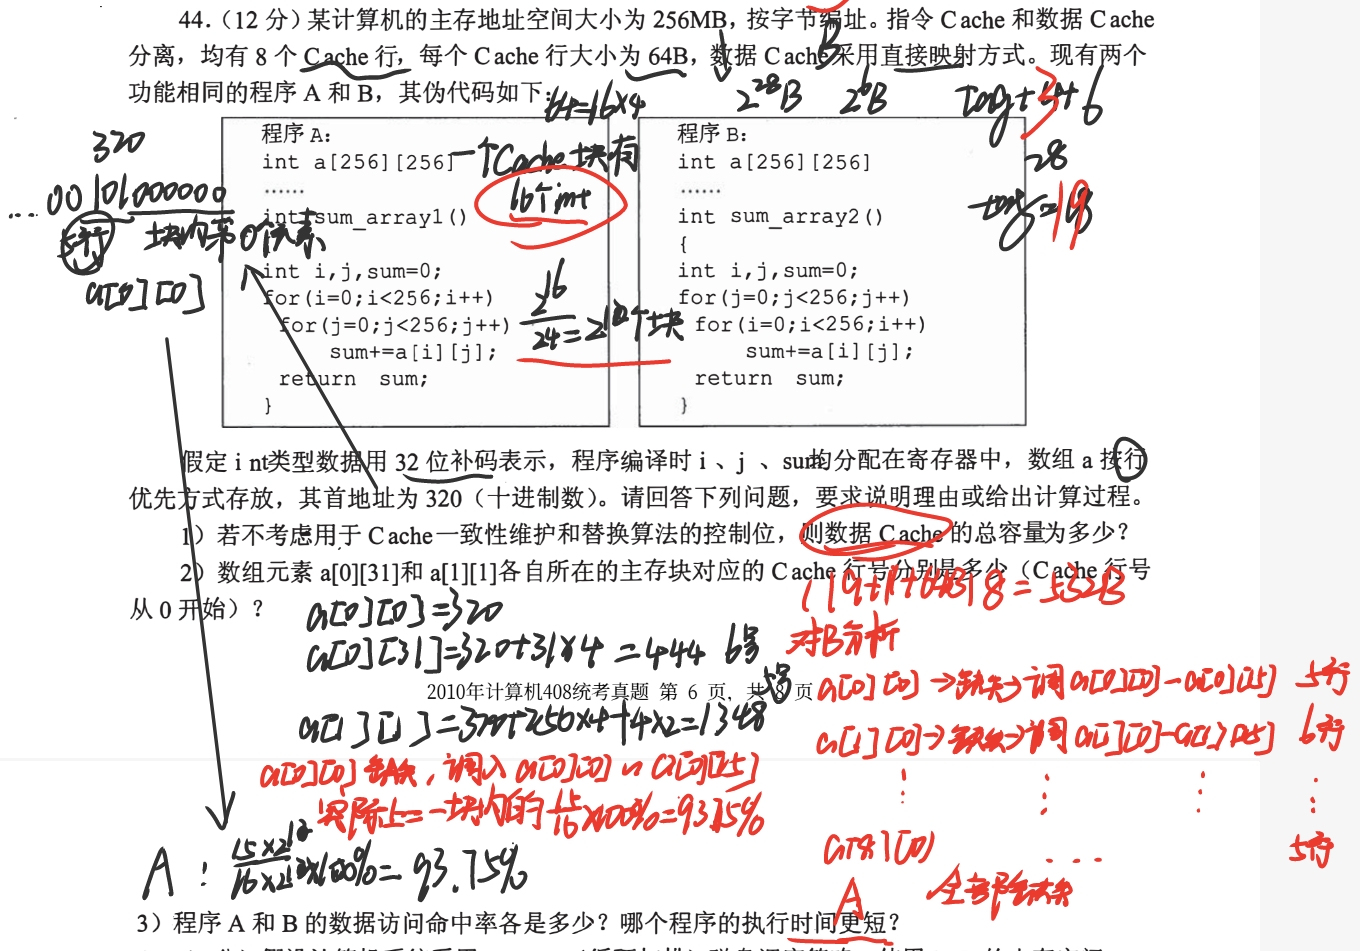 44.（12 分）某计算机的主存地址空间大小为 256MB，按字节编址。指令 Cache 和数据 Cache
分离，均有 8 个 Cache 行，每个 Cache 行大小为 64B，数据 Cache 采用直接映射方式。现有两个
功能相同的程序 A 和 B，其伪代码如下：
B
64=16×4
2^28B 2^6B
tag+3+6
28
tag=19
320
...00101000000
5行 块内第0个元素
a[0][0]
一个Cache块有
16个int
2^16
2^4=2^12个块
程序 A:
int a[256][256]
......
int sum_array1()
int i,j,sum=0;
for(i=0;i<256;i++)
for(j=0;j<256;j++)
sum+=a[i][j];
return sum;
}
程序 B:
int a[256][256]
......
int sum_array2()
{
int i,j,sum=0;
for(j=0;j<256;j++)
for(i=0;i<256;i++)
sum+=a[i][j];
return sum;
}
假定 int类型数据用 32 位补码表示，程序编译时 i 、j 、sum均分配在寄存器中，数组 a 按行
优先方式存放，其首地址为 320（十进制数）。请回答下列问题，要求说明理由或给出计算过程。
1）若不考虑用于 Cache 一致性维护和替换算法的控制位，则数据 Cache 的总容量为多少？
2）数组元素 a[0][31]和 a[1][1]各自所在的主存块对应的 Cache 行号分别是多少（Cache 行号
从 0 开始）？
a[0][0]=320
a[0][31]=320+31×4 =444 6号
5号
=532B
对B分析
2010年计算机408统考真题 第 6 页，共 8 页
a[0][0]→缺失→调a[0][0]-a[0][15] 5行
a[1][1]=320+256×4+4×2=1348
a[1][0]→缺失→调a[1][0]-a[1][15] 6行
a[0][0]缺失，调入a[0][0]~a[0][15]
实际上=一块内的15/16×100%=93.75%
a[8][0] ... 5行
A：15×2^12/16×2^12×100%=93.75%
A
全部缺失
3）程序 A 和 B 的数据访问命中率各是多少？哪个程序的执行时间更短？